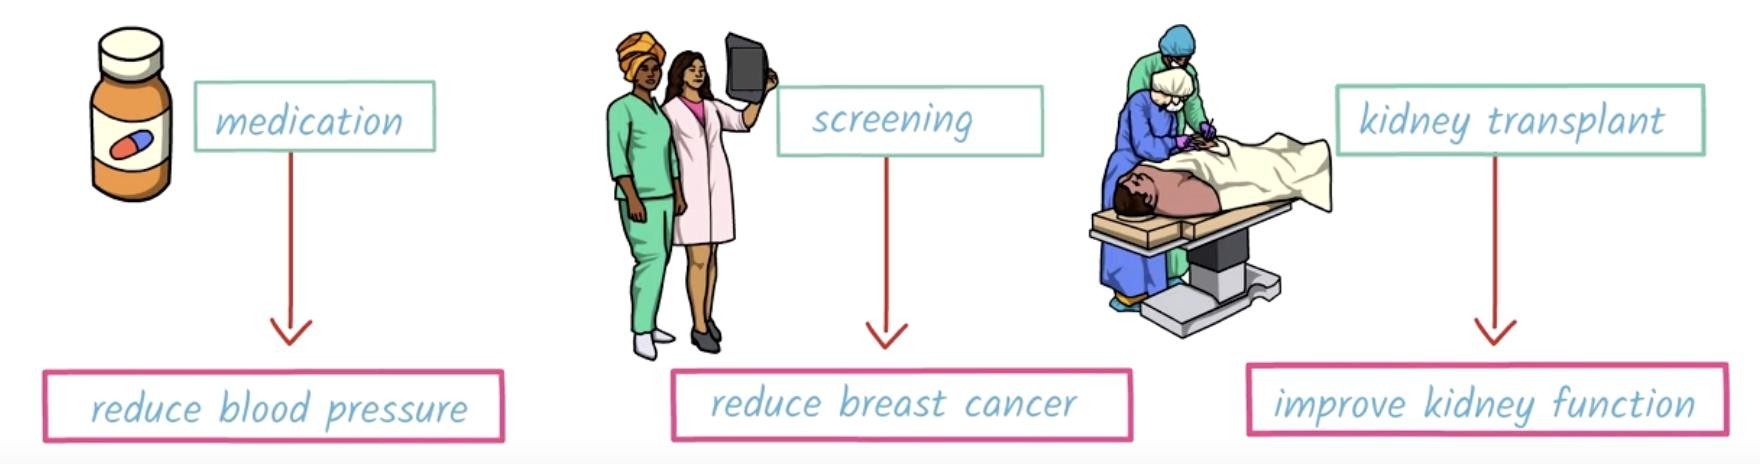 medication
screening
kidney transplant
reduce blood pressure
reduce breast cancer
improve kidney function